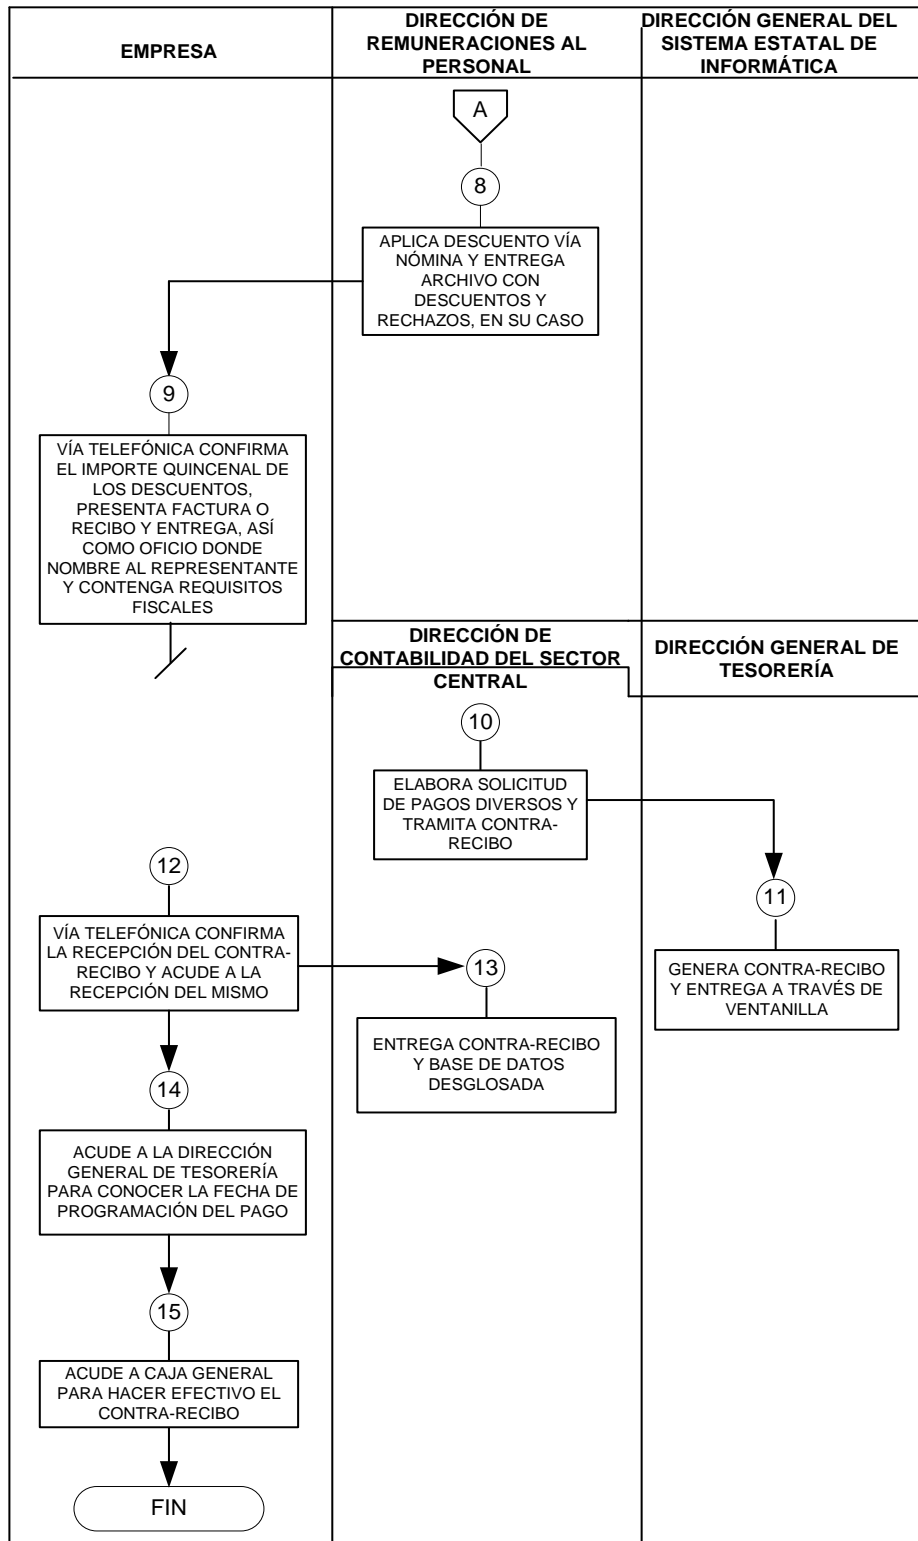 EMPRESA
DIRECCIÓN DE
REMUNERACIONES AL
PERSONAL
DIRECCIÓN GENERAL DEL
SISTEMA ESTATAL DE
INFORMÁTICA
A
8
APLICA DESCUENTO VÍA
NÓMINA Y ENTREGA
ARCHIVO CON
DESCUENTOS Y
RECHAZOS, EN SU CASO
9
VÍA TELEFÓNICA CONFIRMA
EL IMPORTE QUINCENAL DE
LOS DESCUENTOS,
PRESENTA FACTURA O
RECIBO Y ENTREGA, ASÍ
COMO OFICIO DONDE
NOMBRE AL REPRESENTANTE
Y CONTENGA REQUISITOS
FISCALES
DIRECCIÓN DE
CONTABILIDAD DEL SECTOR
CENTRAL
DIRECCIÓN GENERAL DE
TESORERÍA
10
ELABORA SOLICITUD
DE PAGOS DIVERSOS Y
TRAMITA CONTRA-
RECIBO
11
GENERA CONTRA-RECIBO
Y ENTREGA A TRAVÉS DE
VENTANILLA
12
VÍA TELEFÓNICA CONFIRMA
LA RECEPCIÓN DEL CONTRA-
RECIBO Y ACUDE A LA
RECEPCIÓN DEL MISMO
13
ENTREGA CONTRA-RECIBO
Y BASE DE DATOS
DESGLOSADA
14
ACUDE A LA DIRECCIÓN
GENERAL DE TESORERÍA
PARA CONOCER LA FECHA DE
PROGRAMACIÓN DEL PAGO
15
ACUDE A CAJA GENERAL
PARA HACER EFECTIVO EL
CONTRA-RECIBO
FIN